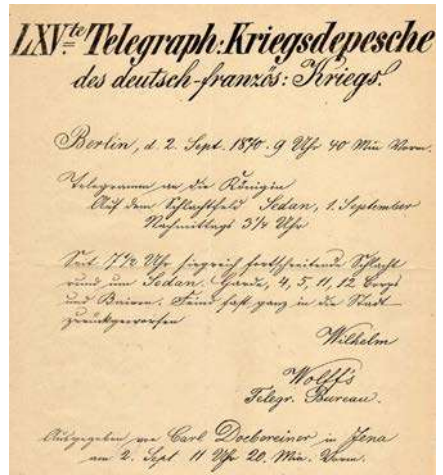 LXV.te Telegraph: Kriegsdepesche
des deutsch-französ: Kriegs.
Berlin, d. 2. Sept. 1870. 9 Uhr 40 Min Vorm.
Telegramm an die Königin
Auf dem Schlachtfeld Sedan, 1. September
Nachmittags 3¼ Uhr
Seit 7½ Uhr siegreich fortschreitende Schlacht
rund um Sedan. Garde, 4, 5, 11, 12 Corps
und Baiern. Feind fast ganz in die Stadt
zurückgeworfen
Wilhelm
Wolff's
Telegr. Bureau.
Ausgegeben von Carl Doebereiner in Jena
am 2. Sept 11 Uhr 20. Min. Vorm.